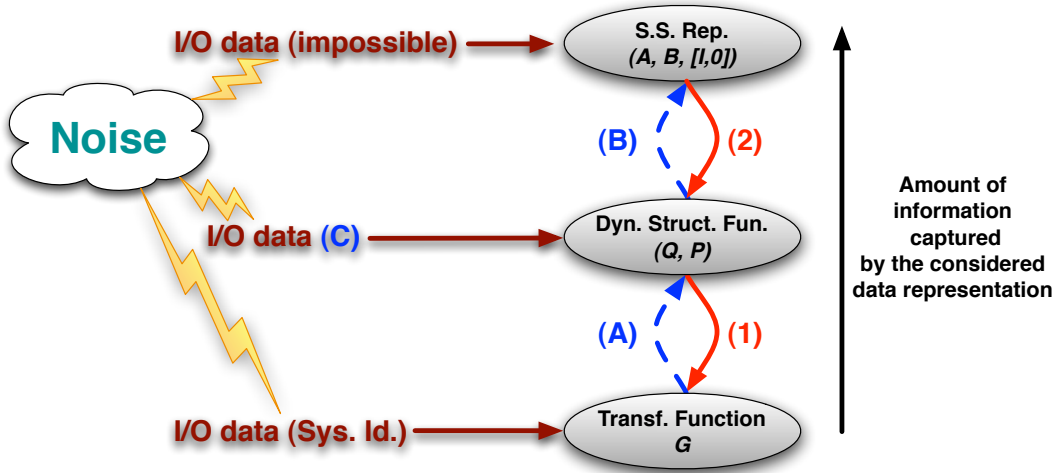 I/O data (impossible)
S.S. Rep.
(A, B, [I,0])
Noise
(B)
(2)
I/O data (C)
Dyn. Struct. Fun.
(Q, P)
Amount of
information
captured
by the considered
data representation
(A)
(1)
I/O data (Sys. Id.)
Transf. Function
G